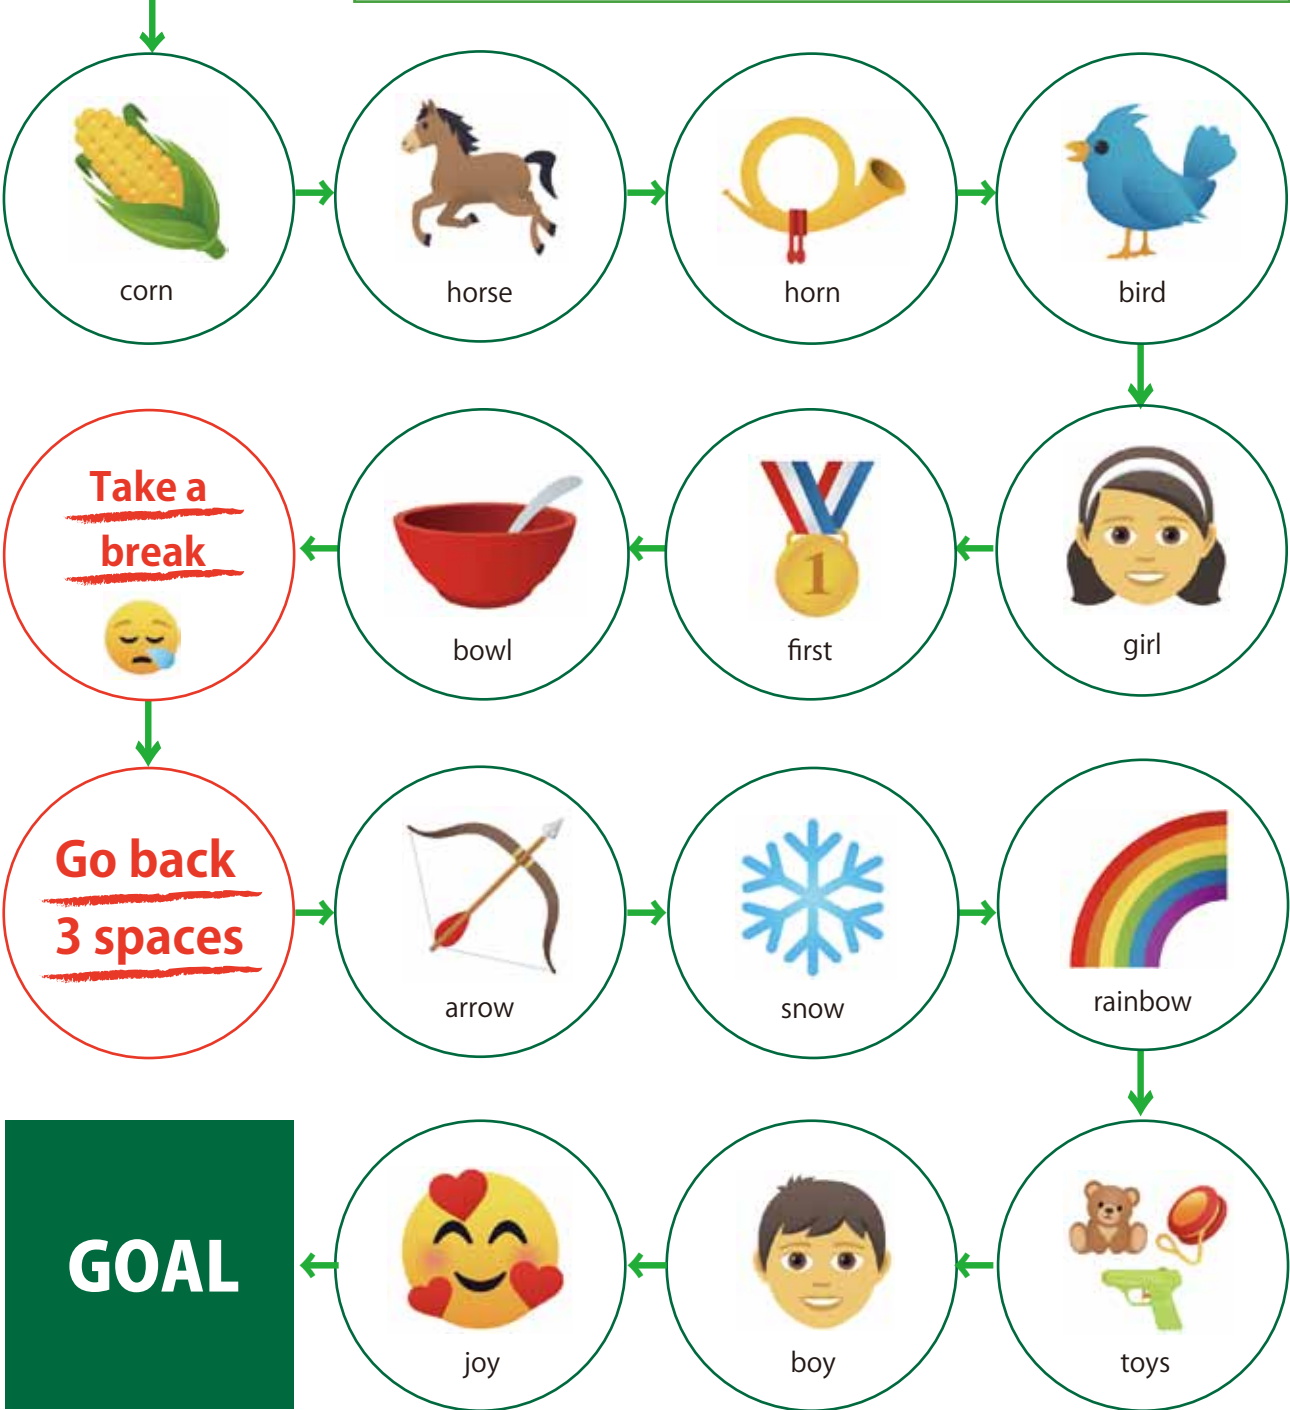 corn
horse
horn
bird
girl
first
1
bowl
Take a
break
Go back
3 spaces
arrow
snow
rainbow
toys
boy
joy
GOAL